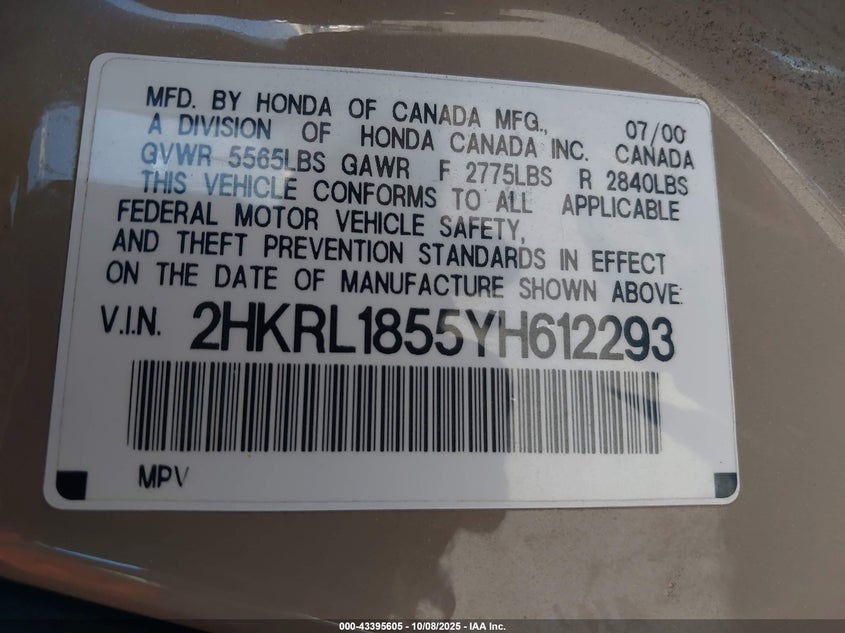 MFD. BY HONDA OF CANADA MFG., 07/00
A DIVISION OF HONDA CANADA INC. CANADA
GVWR 5565LBS GAWR F 2775LBS R 2840LBS
THIS VEHICLE CONFORMS TO ALL APPLICABLE
FEDERAL MOTOR VEHICLE SAFETY,
AND THEFT PREVENTION STANDARDS IN EFFECT
ON THE DATE OF MANUFACTURE SHOWN ABOVE.
V.I.N. 2HKRL1855YH612293
MPV
000-43395605 - 10/08/2025 - IAA Inc.